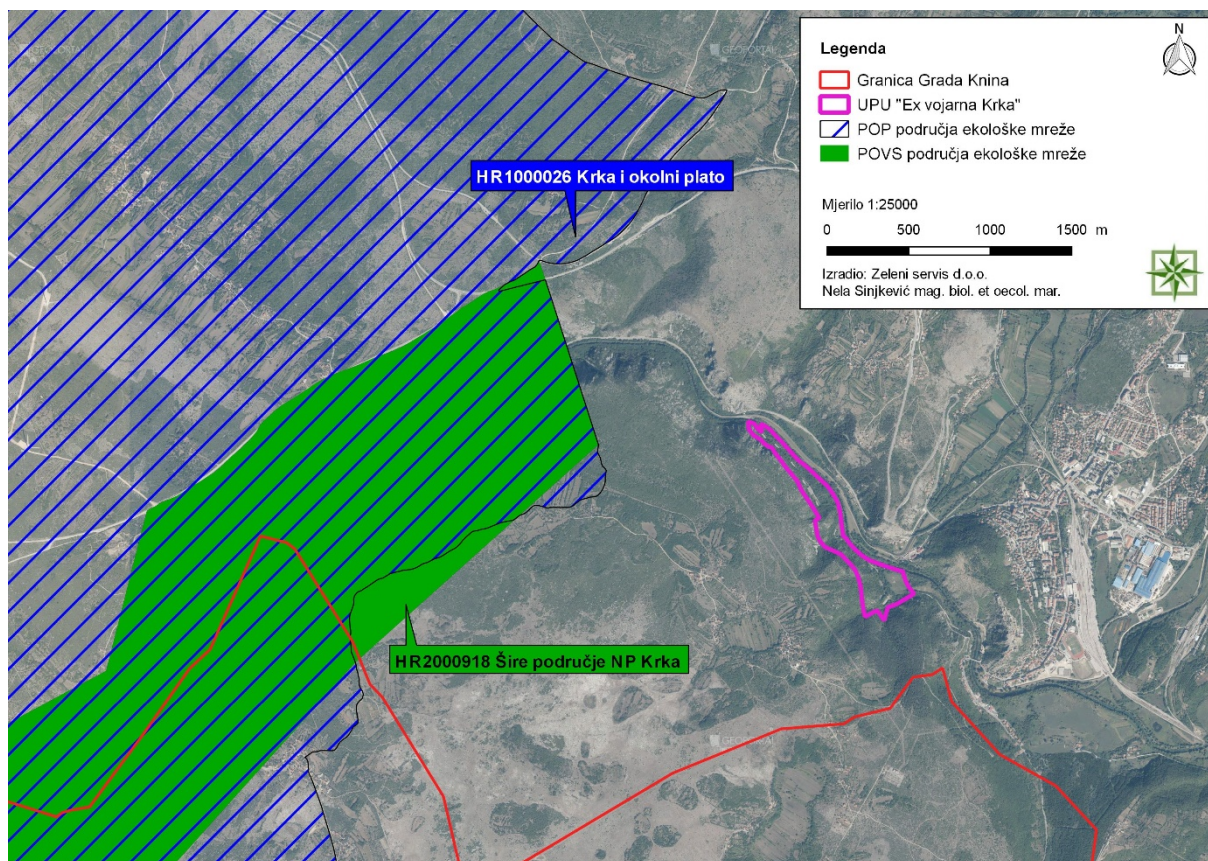 GEOPORTAL
GEOPORTAL
HR1000026 Krka i okolni plato
HR2000918 Šire područje NP Krka
GEOPORTAL
Legenda
N
Granica Grada Knina
UPU "Ex vojarna Krka"
POP područja ekološke mreže
POVS područja ekološke mreže
Mjerilo 1:25000
0 500 1000 1500 m
Izradio: Zeleni servis d.o.o.
Nela Sinjkević mag. biol. et oecol. mar.